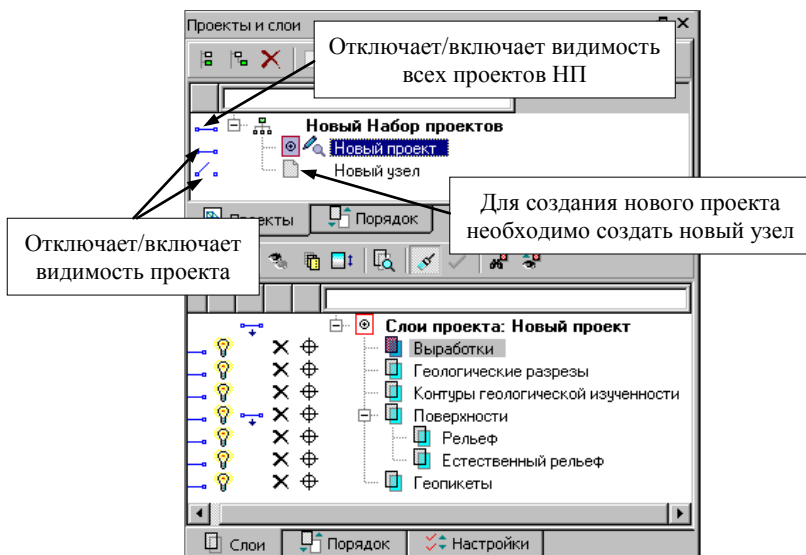 Проекты и слои
Отключает/включает видимость
всех проектов НП
Новый Набор проектов
Новый проект
Новый узел
Для создания нового проекта
необходимо создать новый узел
Проекты
Порядок
Отключает/включает
видимость проекта
Слои проекта: Новый проект
Выработки
Геологические разрезы
Контуры геологической изученности
Поверхности
Рельеф
Естественный рельеф
Геопикеты
Слои
Порядок
Настройки